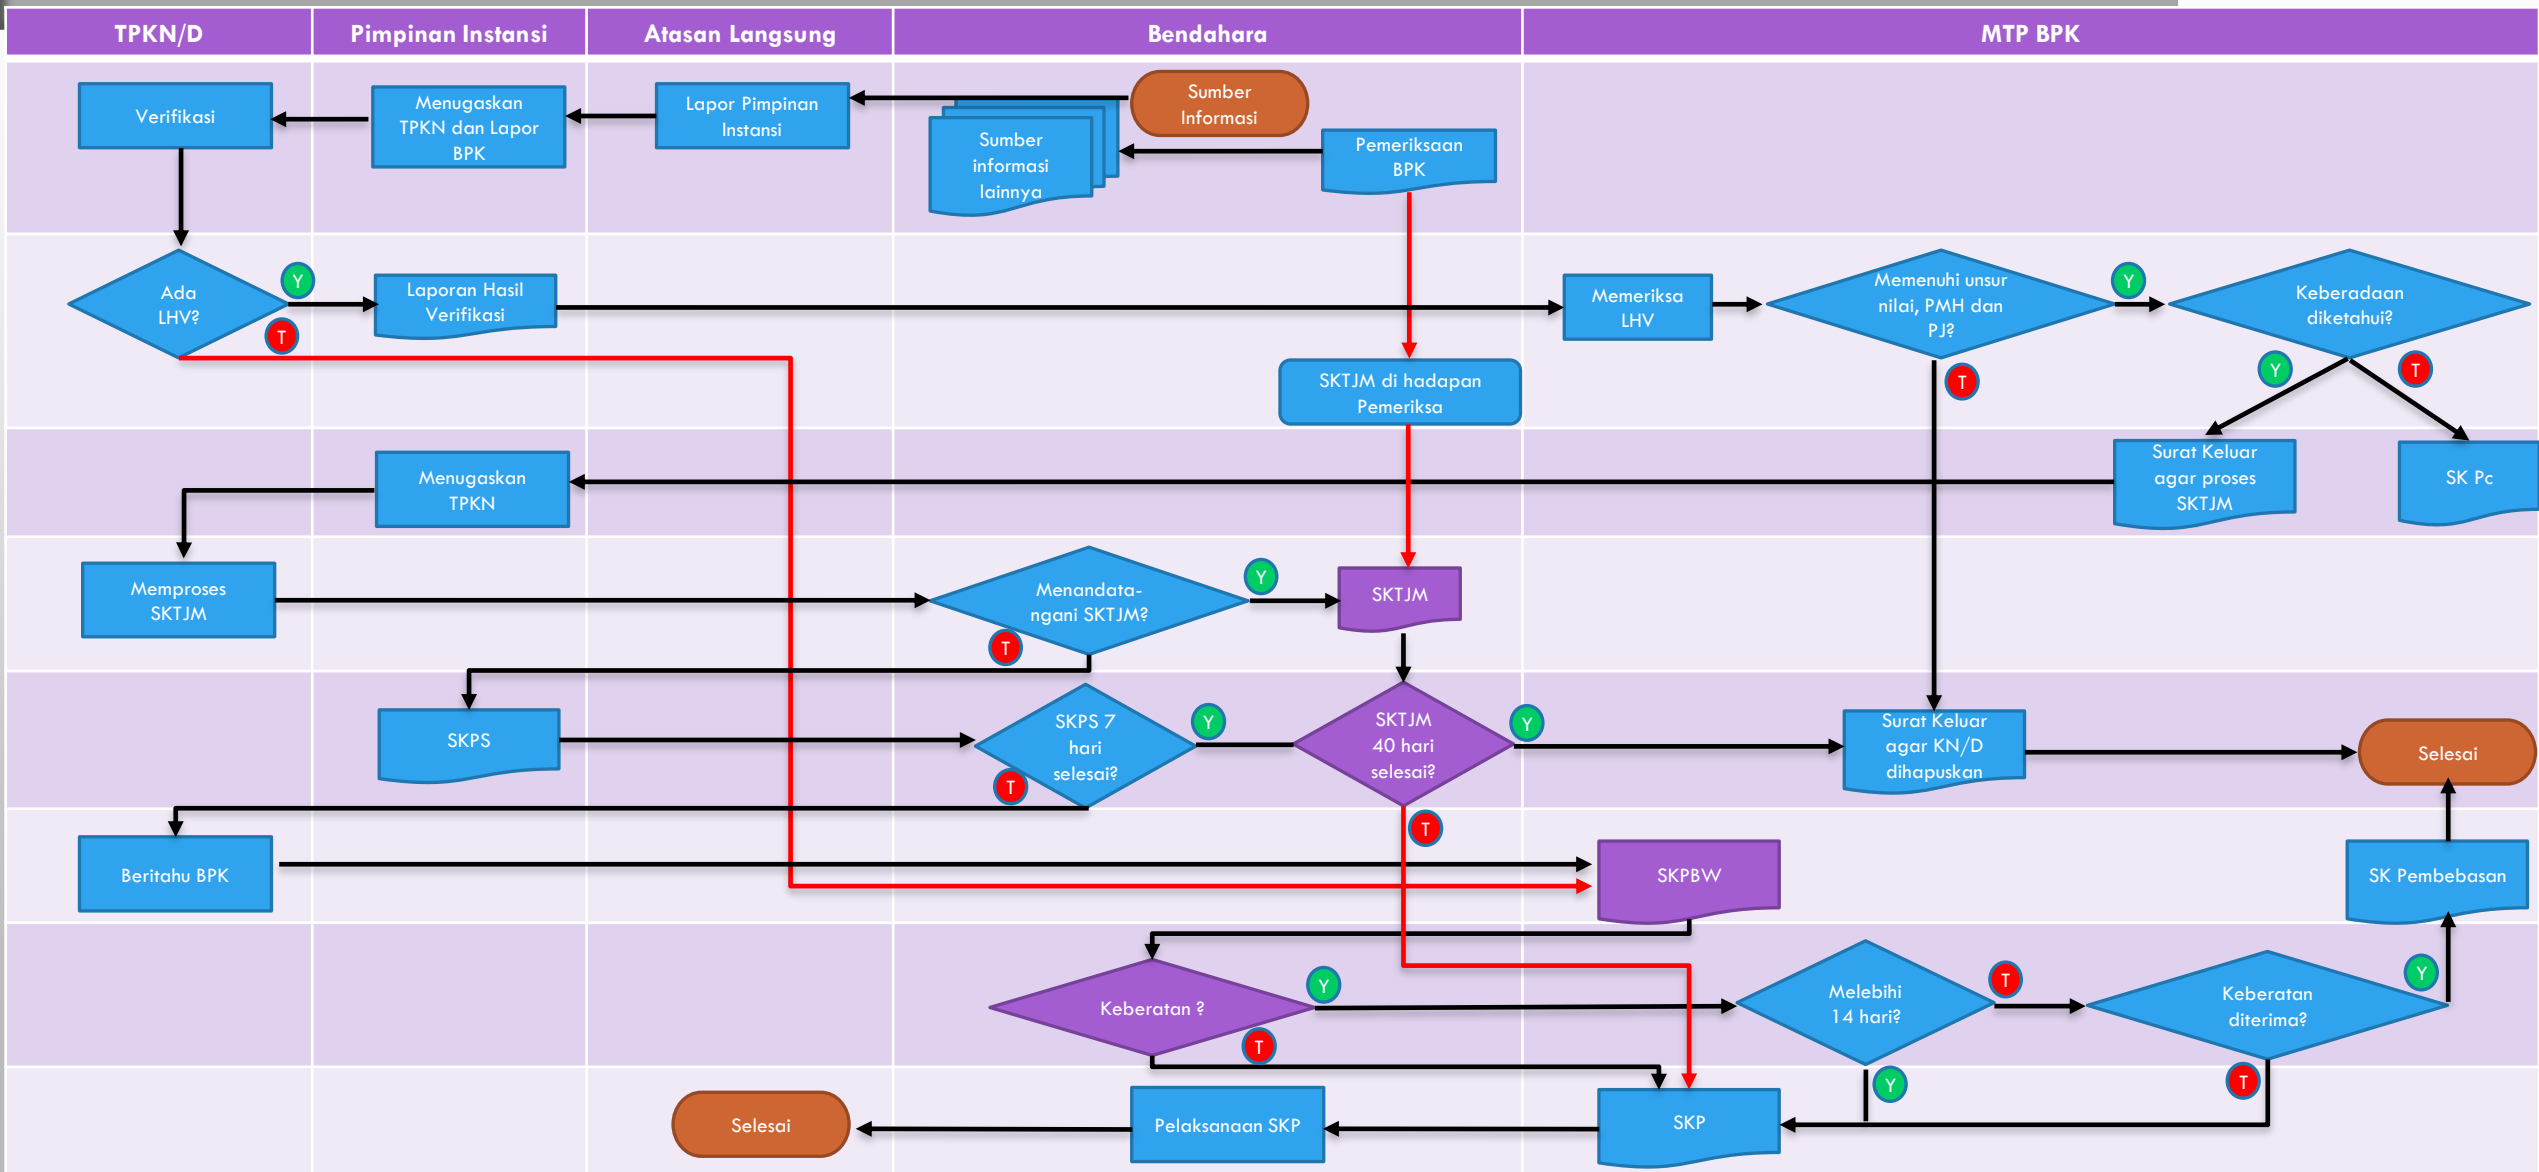 TPKN/D
Pimpinan Instansi
Atasan Langsung
Bendahara
MTP BPK
Verifikasi
Menugaskan
TPKN dan Lapor
BPK
Lapor Pimpinan
Instansi
Sumber
informasi
lainnya
Sumber
Informasi
Pemeriksaan
BPK
Ada
LHV?
Y
T
Laporan Hasil
Verifikasi
Memeriksa
LHV
Memenuhi unsur
nilai, PMH dan
PJ?
Y
T
Keberadaan
diketahui?
Y
T
SKTJM di hadapan
Pemeriksa
Menugaskan
TPKN
Surat Keluar
agar proses
SKTJM
SK Pc
Memproses
SKTJM
Menandata-
ngani SKTJM?
Y
T
SKTJM
SKPS
SKPS 7
hari
selesai?
Y
T
SKTJM
40 hari
selesai?
Y
T
Surat Keluar
agar KN/D
dihapuskan
Selesai
Beritahu BPK
SKPBW
SK Pembebasan
Keberatan ?
Y
T
Melebihi
14 hari?
T
Y
Keberatan
diterima?
Y
T
Selesai
Pelaksanaan SKP
SKP